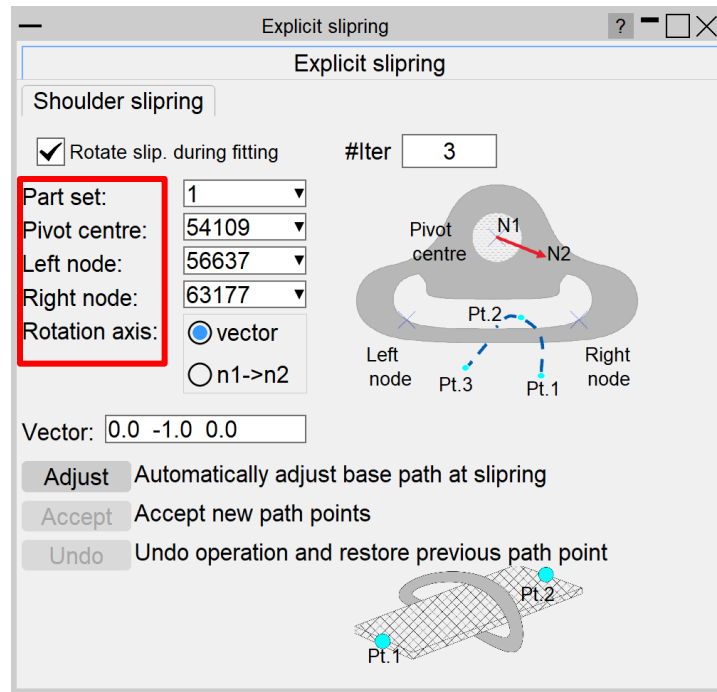 Explicit slipring ?
Explicit slipring
Shoulder slipring
Rotate slip. during fitting #Iter 3
Part set: 1
Pivot centre: 54109
Left node: 56637
Right node: 63177
Rotation axis: vector
n1->n2
Pivot
centre
N1
N2
Pt.2
Left
node
Pt.3
Pt.1
Right
node
Vector: 0.0 -1.0 0.0
Adjust Automatically adjust base path at slipring
Accept Accept new path points
Undo Undo operation and restore previous path point
Pt.2
Pt.1